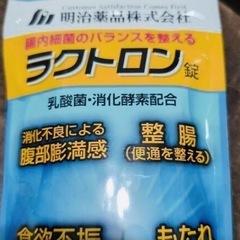 Customer Satisfaction Comes First
明治薬品株式会社
腸内細菌のバランスを整える
ラクトロン錠
乳酸菌・消化酵素配合
消化不良による
腹部膨満感
整腸
(便通を整える)
食欲不振
もたれ